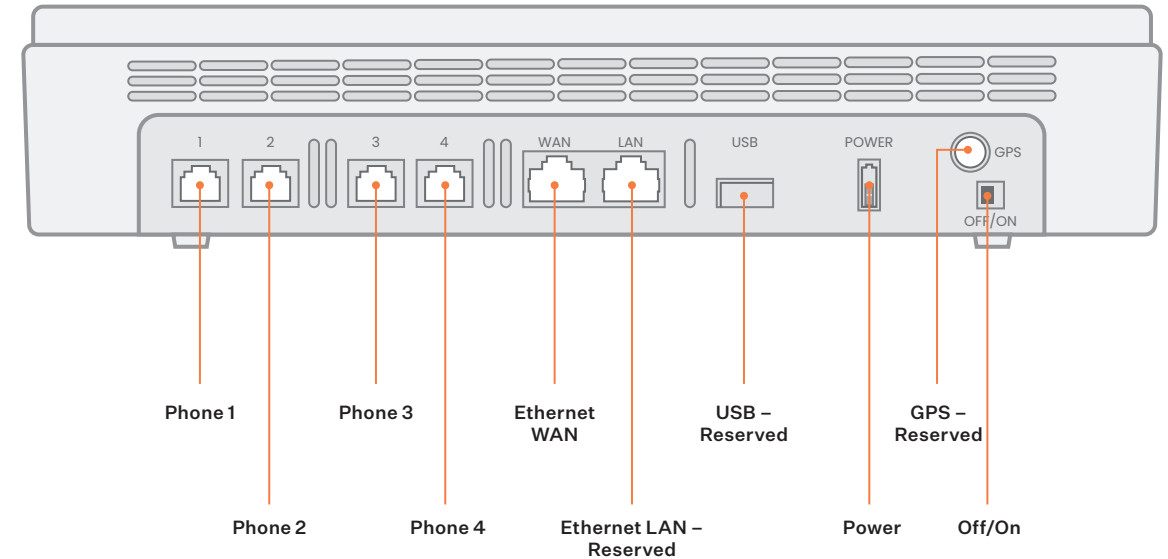 1
2
3
4
WAN
LAN
USB
POWER
GPS
OFF/ON
Phone 1
Phone 3
Ethernet
WAN
USB –
Reserved
GPS –
Reserved
Phone 2
Phone 4
Ethernet LAN –
Reserved
Power
Off/On